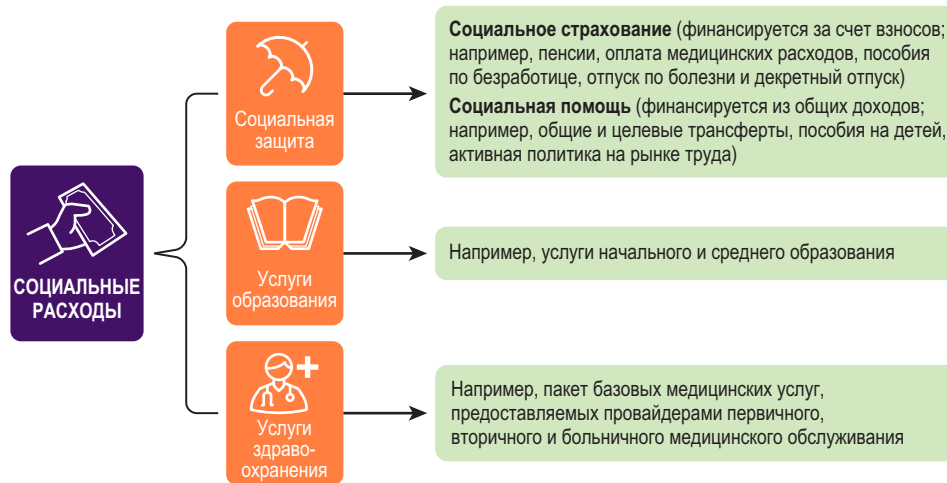 СОЦИАЛЬНЫЕ
РАСХОДЫ
Социальная
защита
Социальное страхование (финансируется за счет взносов;
например, пенсии, оплата медицинских расходов, пособия
по безработице, отпуск по болезни и декретный отпуск)
Социальная помощь (финансируется из общих доходов;
например, общие и целевые трансферты, пособия на детей,
активная политика на рынке труда)
Услуги
образования
Например, услуги начального и среднего образования
Услуги
здраво-
охранения
Например, пакет базовых медицинских услуг,
предоставляемых провайдерами первичного,
вторичного и больничного медицинского обслуживания